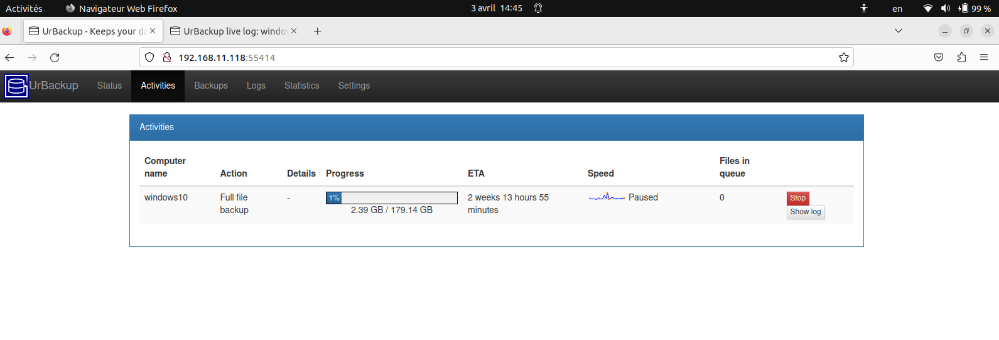 Activités Navigateur Web Firefox 3 avril 14:45 en 99 %
UrBackup - Keeps your da UrBackup live log: windov
192.168.11.118:55414
UrBackup Status Activities Backups Logs Statistics Settings
Activities
Computer name Action Details Progress ETA Speed Files in queue
windows10 Full file backup - 1% 2 weeks 13 hours 55 minutes Paused 0 Stop
2.39 GB / 179.14 GB Show log